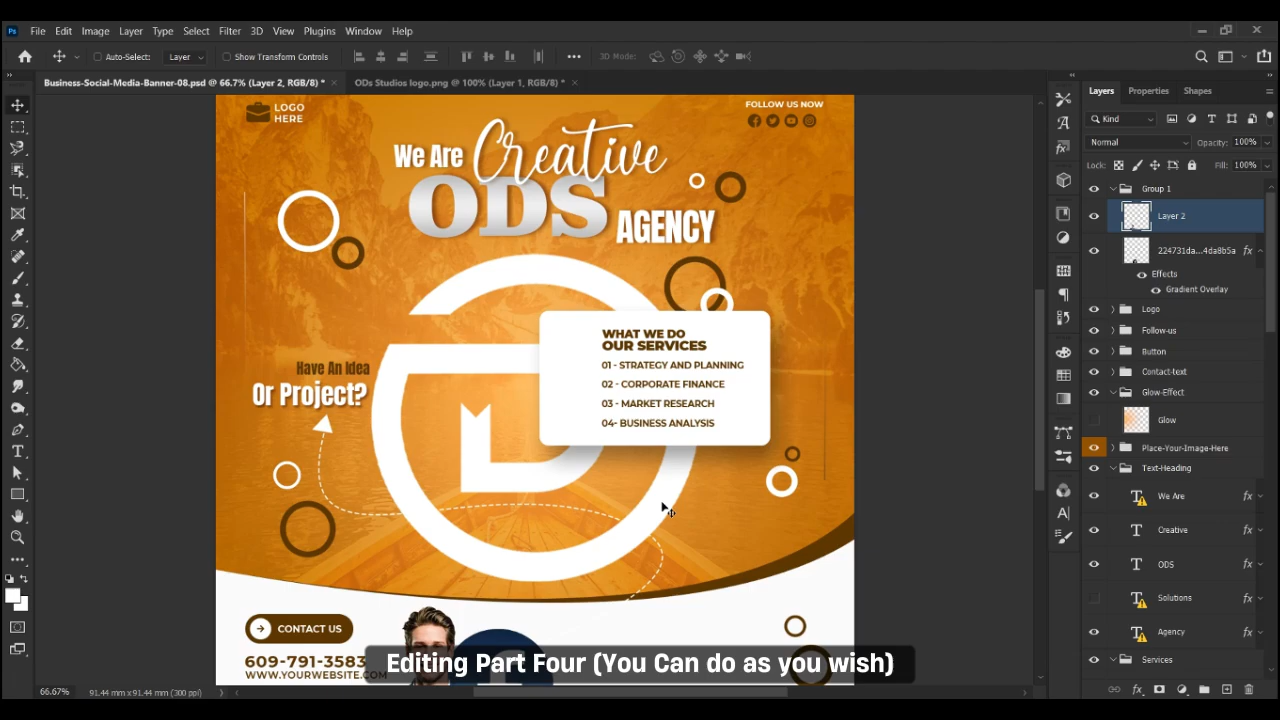 Ps File Edit Image Layer Type Select Filter 3D View Plugins Window Help
Auto-Select: Layer Show Transform Controls 3D Mode:
Business-Social-Media-Banner-08.psd @ 66.7% (Layer 2, RGB/8) * × ODs Studios logo.png @ 100% (Layer 1, RGB/8) * ×
LOGO
HERE
FOLLOW US NOW
We Are Creative
ODS AGENCY
WHAT WE DO
OUR SERVICES
01 - STRATEGY AND PLANNING
02 - CORPORATE FINANCE
03 - MARKET RESEARCH
04- BUSINESS ANALYSIS
Have An Idea
Or Project?
CONTACT US
609-791-3583
WWW.YOURWEBSITE.COM
Editing Part Four (You Can do as you wish)
66.67% 91.44 mm x 91.44 mm (300 ppi)
Layers Properties Shapes
Kind
Normal Opacity: 100%
Lock: Fill: 100%
Group 1
Layer 2
224731da...4da8b5a fx
Effects
Gradient Overlay
Logo
Follow-us
Button
Contact-text
Glow-Effect
Glow
Place-Your-Image-Here
Text-Heading
We Are fx
Creative fx
ODS fx
Solutions fx
Agency fx
Services